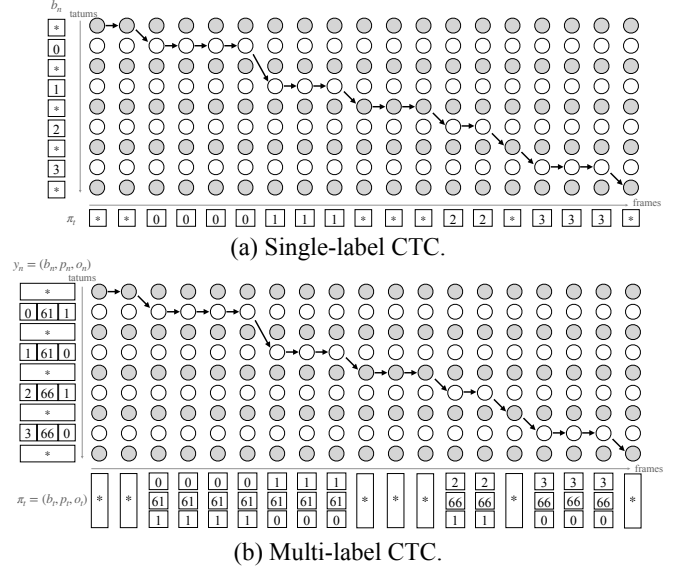 b_n
tatums
*
0
*
1
*
2
*
3
*
frames
π_t * * 0 0 0 0 1 1 1 * * * 2 2 * 3 3 3 *
(a) Single-label CTC.
y_n = (b_n, p_n, o_n)
tatums
*
0 61 1
*
1 61 0
*
2 66 1
*
3 66 0
*
frames
0 0 0 0 1 1 1 2 2 3 3 3
π_t = (b_t, p_t, o_t) * * 61 61 61 61 61 61 61 * * * 66 66 * 66 66 66 *
1 1 1 1 0 0 0 1 1 0 0 0
(b) Multi-label CTC.